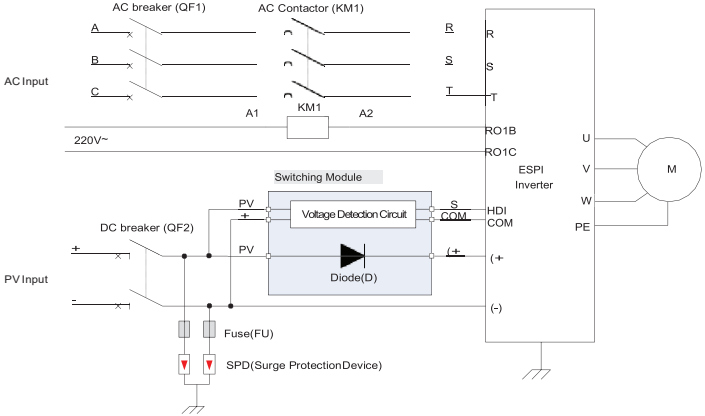 AC breaker (QF1)
AC Contactor (KM1)
A
R
R
B
S
S
AC Input
C
T
T
A1
KM1
A2
RO1B
220V~
RO1C
U
ESPI
Inverter
V
M
W
PE
Switching Module
PV
+
Voltage Detection Circuit
S
COM
HDI
COM
DC breaker (QF2)
+
PV
(+
(+
Diode(D)
PV Input
-
(-)
Fuse(FU)
SPD(Surge Protection Device)